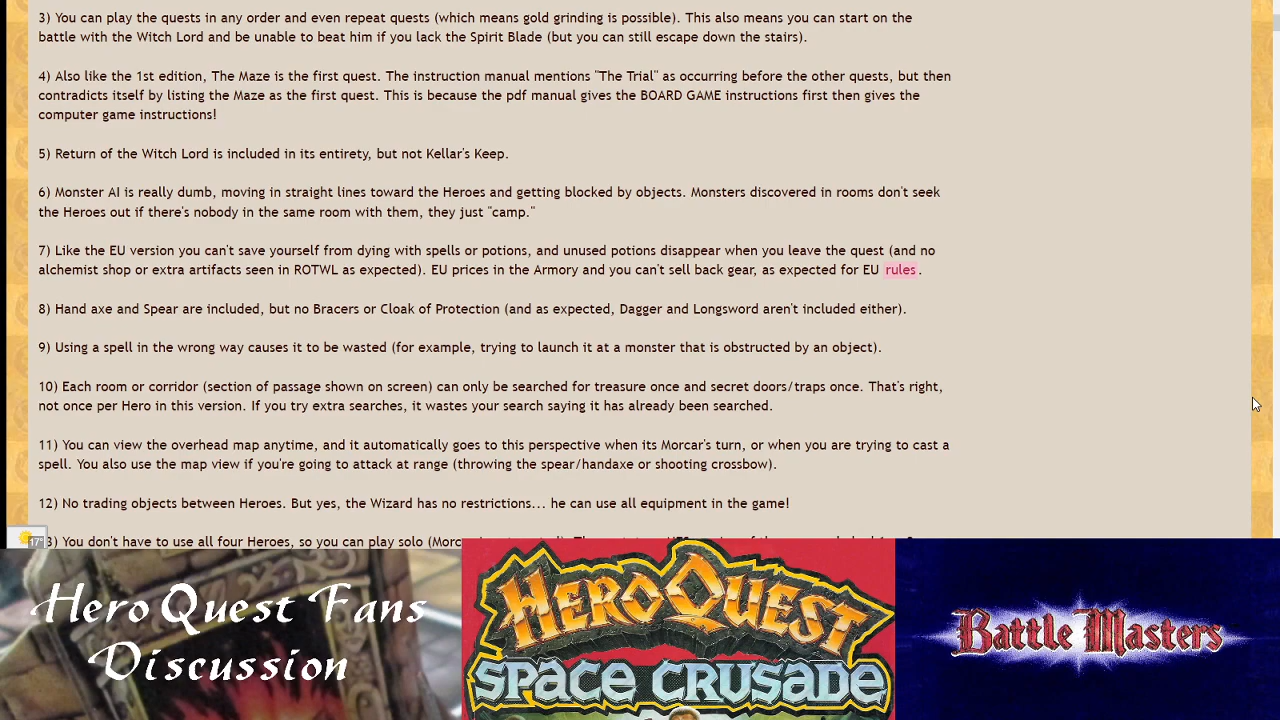 3) You can play the quests in any order and even repeat quests (which means gold grinding is possible). This also means you can start on the
battle with the Witch Lord and be unable to beat him if you lack the Spirit Blade (but you can still escape down the stairs).
4) Also like the 1st edition, The Maze is the first quest. The instruction manual mentions "The Trial" as occurring before the other quests, but then
contradicts itself by listing the Maze as the first quest. This is because the pdf manual gives the BOARD GAME instructions first then gives the
computer game instructions!
5) Return of the Witch Lord is included in its entirety, but not Kellar's Keep.
6) Monster AI is really dumb, moving in straight lines toward the Heroes and getting blocked by objects. Monsters discovered in rooms don't seek
the Heroes out if there's nobody in the same room with them, they just "camp."
7) Like the EU version you can't save yourself from dying with spells or potions, and unused potions disappear when you leave the quest (and no
alchemist shop or extra artifacts seen in ROTWL as expected). EU prices in the Armory and you can't sell back gear, as expected for EU rules.
8) Hand axe and Spear are included, but no Bracers or Cloak of Protection (and as expected, Dagger and Longsword aren't included either).
9) Using a spell in the wrong way causes it to be wasted (for example, trying to launch it at a monster that is obstructed by an object).
10) Each room or corridor (section of passage shown on screen) can only be searched for treasure once and secret doors/traps once. That's right,
not once per Hero in this version. If you try extra searches, it wastes your search saying it has already been searched.
11) You can view the overhead map anytime, and it automatically goes to this perspective when its Morcar's turn, or when you are trying to cast a
spell. You also use the map view if you're going to attack at range (throwing the spear/handaxe or shooting crossbow).
12) No trading objects between Heroes. But yes, the Wizard has no restrictions... he can use all equipment in the game!
3) You don't have to use all four Heroes, so you can play solo
17°
HeroQuest Fans
Discussion
HEROQUEST
SPACE CRUSADE
Battle Masters